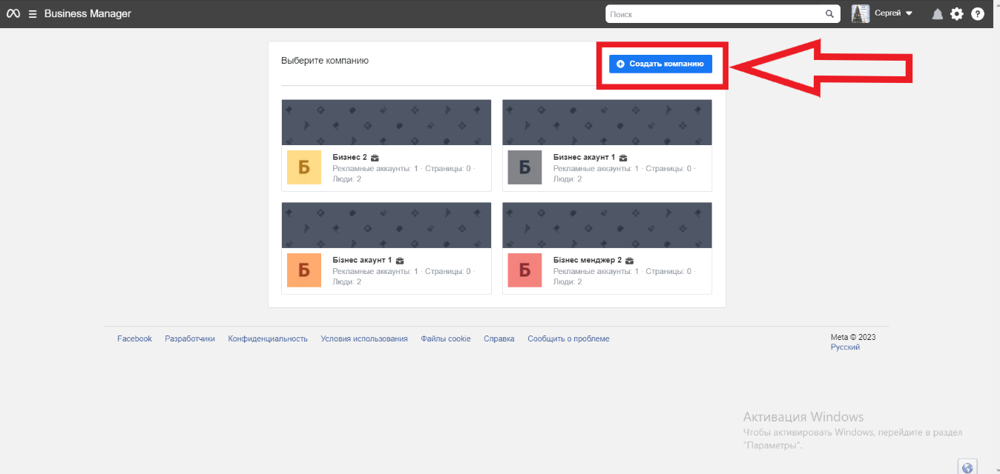 Business Manager
Поиск
Сергей
Выберите компанию
Создать компанию
Б
Бизнес 2
Рекламные аккаунты: 1 · Страницы: 0 ·
Люди: 2
Б
Бизнес акаунт 1
Рекламные аккаунты: 1 · Страницы: 0 ·
Люди: 2
Б
Бізнес акаунт 1
Рекламные аккаунты: 1 · Страницы: 0 ·
Люди: 2
Б
Бізнес менджер 2
Рекламные аккаунты: 1 · Страницы: 0 ·
Люди: 2
Facebook Разработчики Конфиденциальность Условия использования Файлы cookie Справка Сообщить о проблеме
Meta © 2023
Русский
Активация Windows
Чтобы активировать Windows, перейдите в раздел
"Параметры".